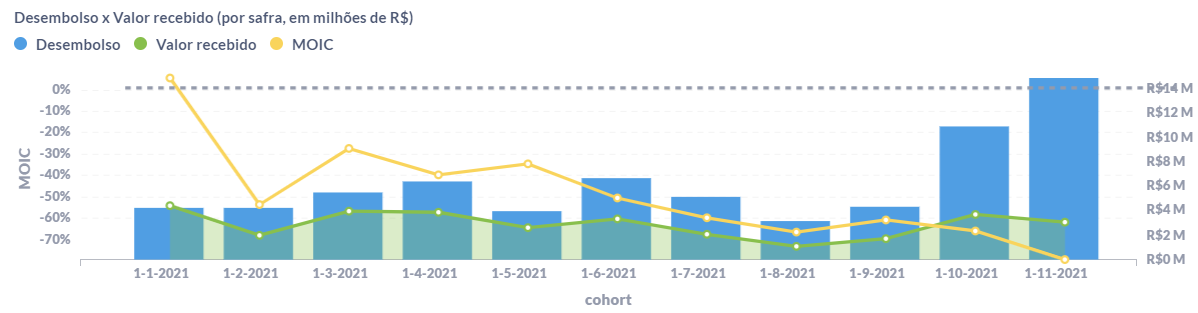 Desembolso x Valor recebido (por safra, em milhões de R$)
Desembolso Valor recebido MOIC
MOIC
0%
-10%
-20%
-30%
-40%
-50%
-60%
-70%
R$14 M
R$12 M
R$10 M
R$8 M
R$6 M
R$4 M
R$2 M
R$0 M
1-1-2021 1-2-2021 1-3-2021 1-4-2021 1-5-2021 1-6-2021 1-7-2021 1-8-2021 1-9-2021 1-10-2021 1-11-2021
cohort